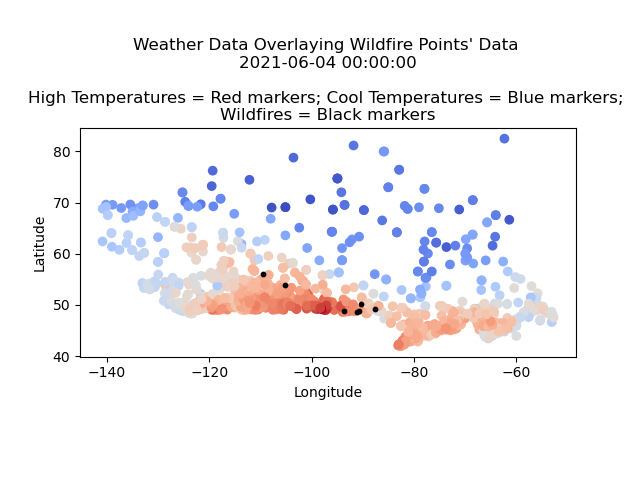 Weather Data Overlaying Wildfire Points' Data
2021-06-04 00:00:00
High Temperatures = Red markers; Cool Temperatures = Blue markers;
Wildfires = Black markers
80
70
60
50
40
Latitude
−140
−120
−100
−80
−60
Longitude